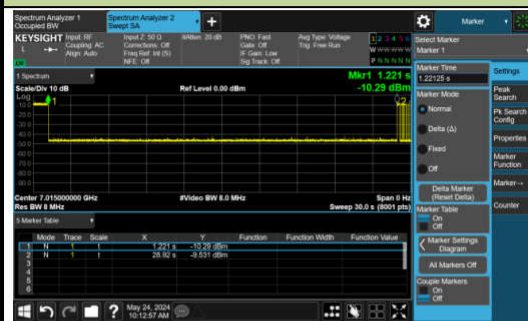 Spectrum Analyzer 1
Occupied BW
Spectrum Analyzer 2
Swept SA
+
Marker
KEYSIGHT
Input: RF
Coupling: AC
Align: Auto
Input Z: 50 Ω
Corrections: Off
Freq Ref: Int (S)
NFE: Off
#Atten: 20 dB
PNO: Fast
Gate: Off
IF Gain: Low
Sig Track: Off
Avg Type: Voltage
Trig: Free Run
1 2 3 4 5 6
W W W W W W
P N N N N N
Select Marker
Marker 1
1 Spectrum
Scale/Div 10 dB
Log
Ref Level 0.00 dBm
Mkr1 1.221 s
-10.29 dBm
Marker Time
1.22125 s
Settings
Peak
Search
Pk Search
Config
Properties
Marker
Function
Marker→
Counter
Marker Mode
Normal
Delta (Δ)
Fixed
Off
Delta Marker
(Reset Delta)
Marker Table
On
Off
Marker Settings
Diagram
All Markers Off
Couple Markers
On
Off
Center 7.015000000 GHz
Res BW 8 MHz
#Video BW 8.0 MHz
Span 0 Hz
Sweep 30.0 s (8001 pts)
5 Marker Table
Mode Trace Scale X Y Function Function Width Function Value
1 N 1 t 1.221 s -10.29 dBm
2 N 1 t 28.92 s -8.531 dBm
3
4
5
6
May 24, 2024
10:12:57 AM